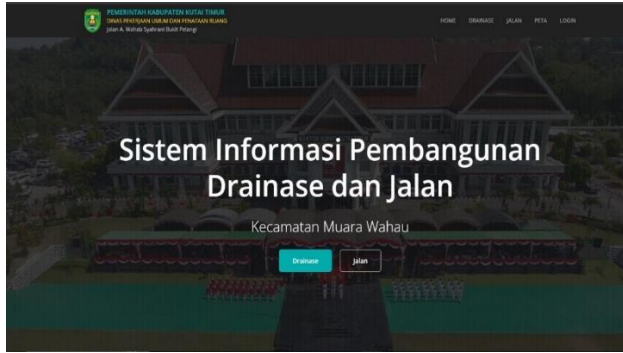 PEMERINTAH KABUPATEN KUTAI TIMUR
DINAS PEKERJAAN UMUM DAN PENATAAN RUANG
Jalan A. Wahab Syahrani Bukit Pelangi
HOME DRAINASE JALAN PETA LOGIN
Sistem Informasi Pembangunan
Drainase dan Jalan
Kecamatan Muara Wahau
Drainase Jalan